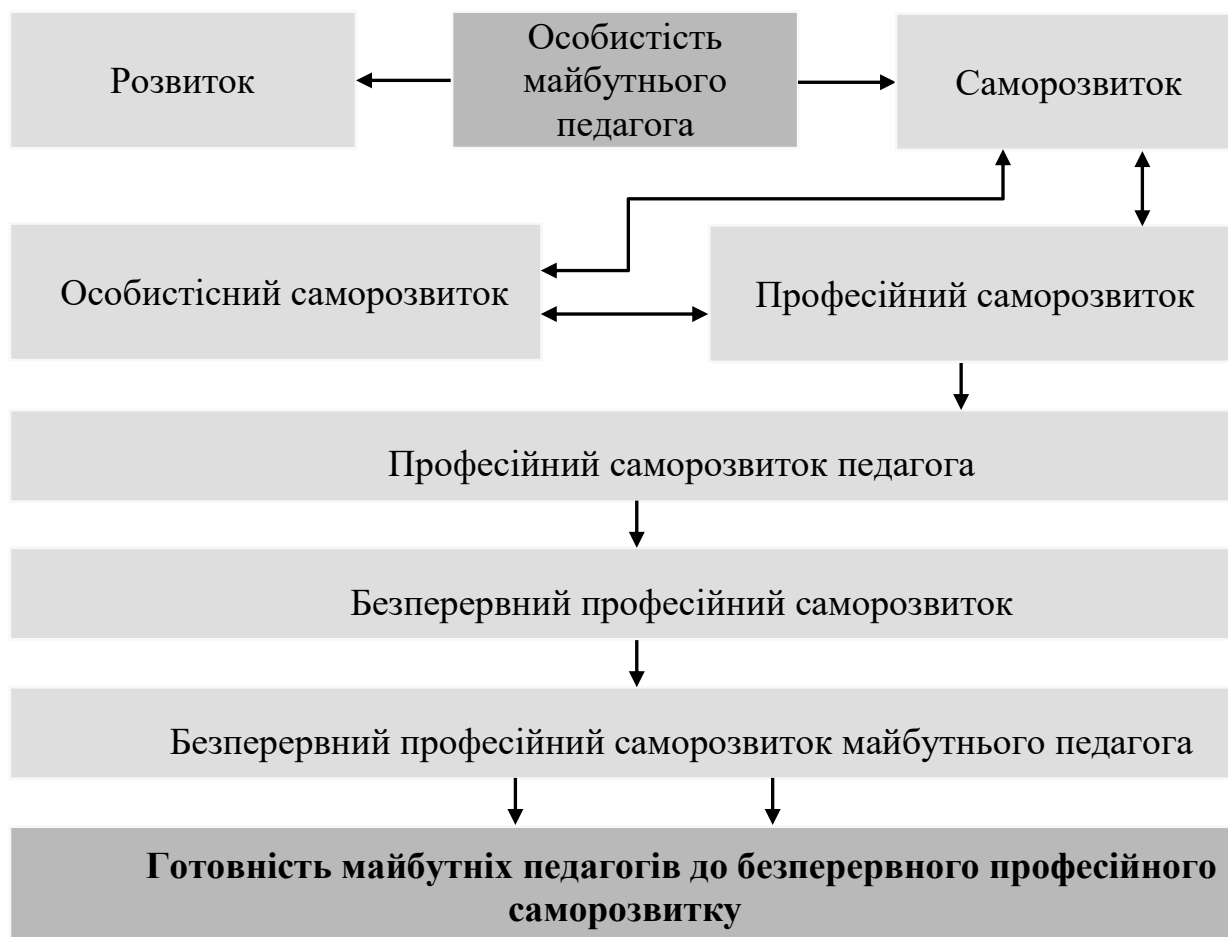 Розвиток
Особистість
майбутнього
педагога
Саморозвиток
Особистісний саморозвиток
Професійний саморозвиток
Професійний саморозвиток педагога
Безперервний професійний саморозвиток
Безперервний професійний саморозвиток майбутнього педагога
Готовність майбутніх педагогів до безперервного професійного
саморозвитку